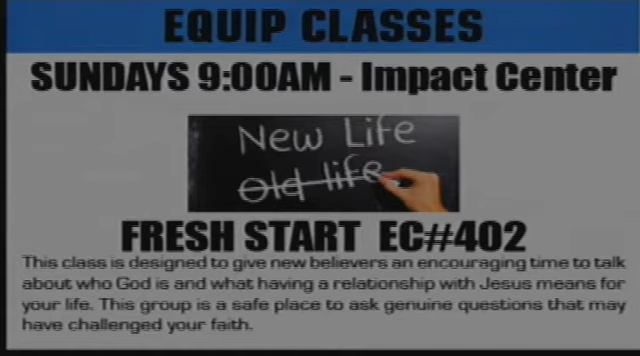 EQUIP CLASSES
SUNDAYS 9:00AM - Impact Center
New Life
Old life
FRESH START EC#402
This class is designed to give new believers an encouraging time to talk
about who God is and what having a relationship with Jesus means for
your life. This group is a safe place to ask genuine questions that may
have challenged your faith.